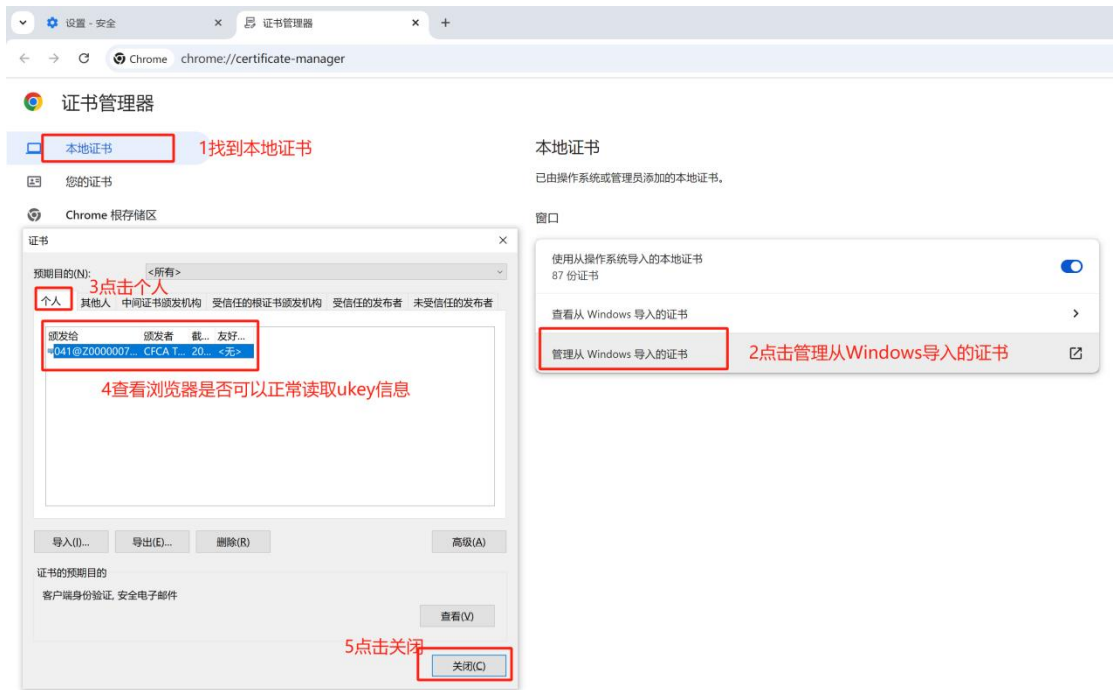 设置 - 安全
证书管理器
Chrome chrome://certificate-manager
证书管理器
本地证书
1找到本地证书
您的证书
Chrome 根存储区
本地证书
已由操作系统或管理员添加的本地证书。
窗口
使用从操作系统导入的本地证书
87 份证书
查看从 Windows 导入的证书
管理从 Windows 导入的证书
2点击管理从Windows导入的证书
证书
预期目的(N):
<所有>
3点击个人
个人 其他人 中间证书颁发机构 受信任的根证书颁发机构 受信任的发布者 未受信任的发布者
颁发给 颁发者 截... 友好...
041@Z0000007... CFCA T... 20... <无>
4查看浏览器是否可以正常读取ukey信息
导入(I)... 导出(E)... 删除(R) 高级(A)
证书的预期目的
客户端身份验证, 安全电子邮件
查看(V)
5点击关闭
关闭(C)